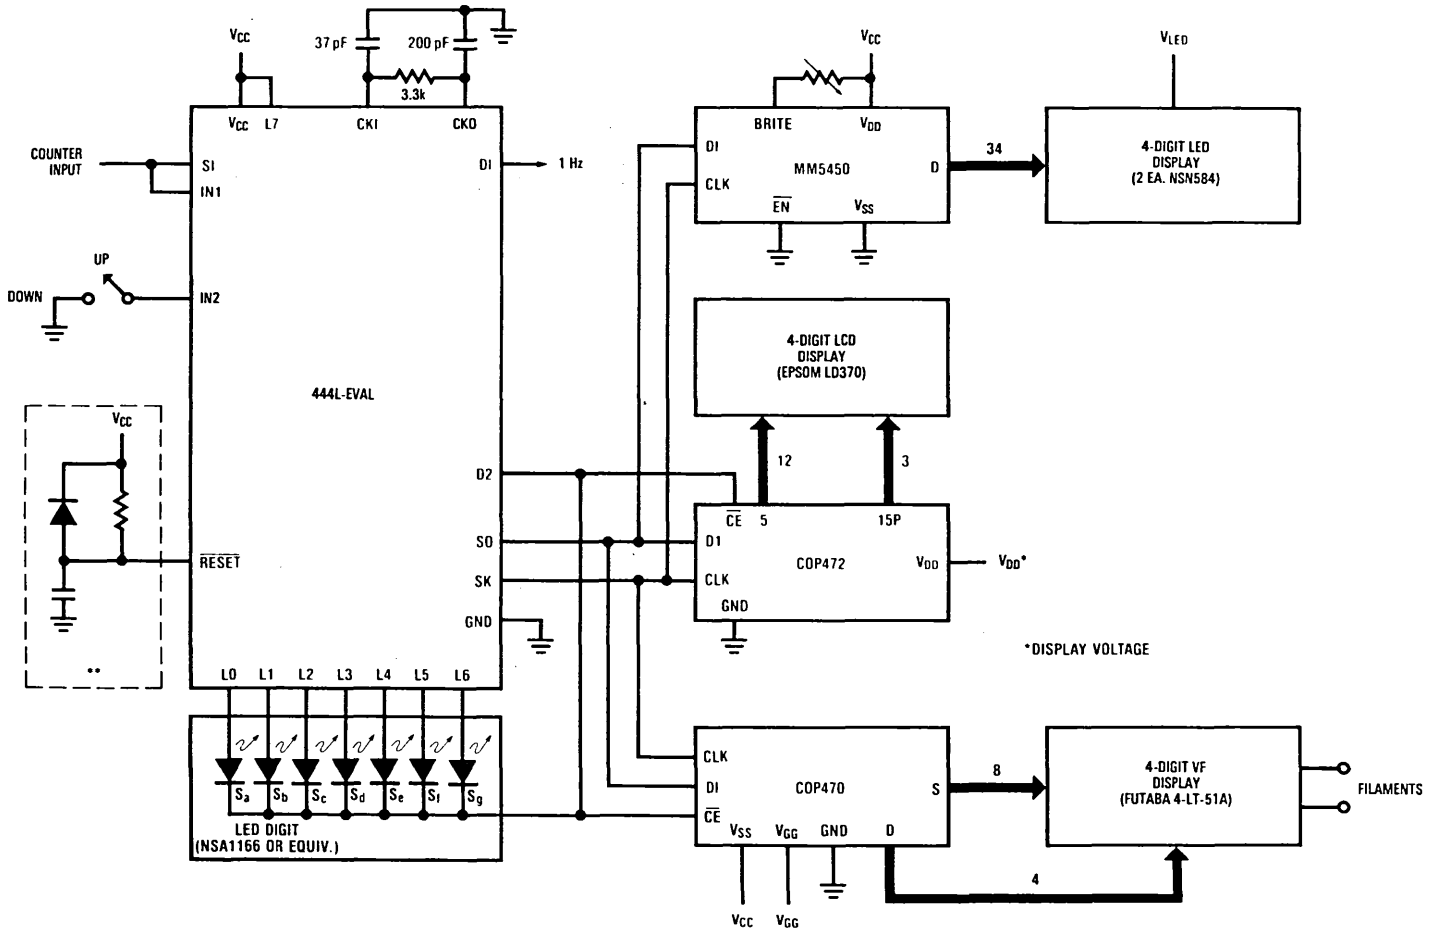 VCC
37 pF
200 pF
3.3k
VCC
L7
CKI
CKO
COUNTER
INPUT
SI
IN1
DI
1 Hz
UP
DOWN
IN2
444L-EVAL
VCC
RESET
**
D2
SO
SK
GND
L0 L1 L2 L3 L4 L5 L6
Sa Sb Sc Sd Se Sf Sg
LED DIGIT
(NSA1166 OR EQUIV.)
VCC
BRITE
VDD
DI
CLK
MM5450
D
EN
VSS
34
VLED
4-DIGIT LED
DISPLAY
(2 EA. NSN584)
4-DIGIT LCD
DISPLAY
(EPSOM LD370)
12
3
CE
5
15P
D1
CLK
COP472
VDD
VDD*
GND
*DISPLAY VOLTAGE
CLK
DI
CE
COP470
S
VSS
VGG
GND
D
VCC
VGG
8
4
4-DIGIT VF
DISPLAY
(FUTABA 4-LT-51A)
FILAMENTS